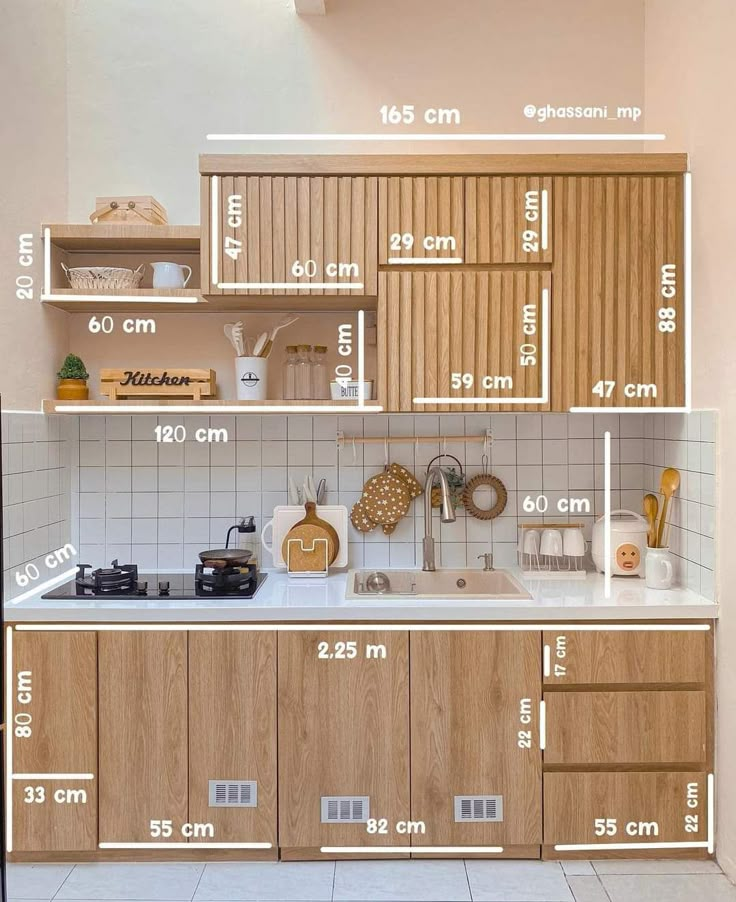 165 cm
@ghassani_mp
47 cm
60 cm
29 cm
29 cm
20 cm
60 cm
88 cm
50 cm
59 cm
47 cm
40 cm
Kitchen
BUTTER
120 cm
60 cm
60 cm
2,25 m
17 cm
80 cm
22 cm
33 cm
55 cm
82 cm
55 cm
22 cm